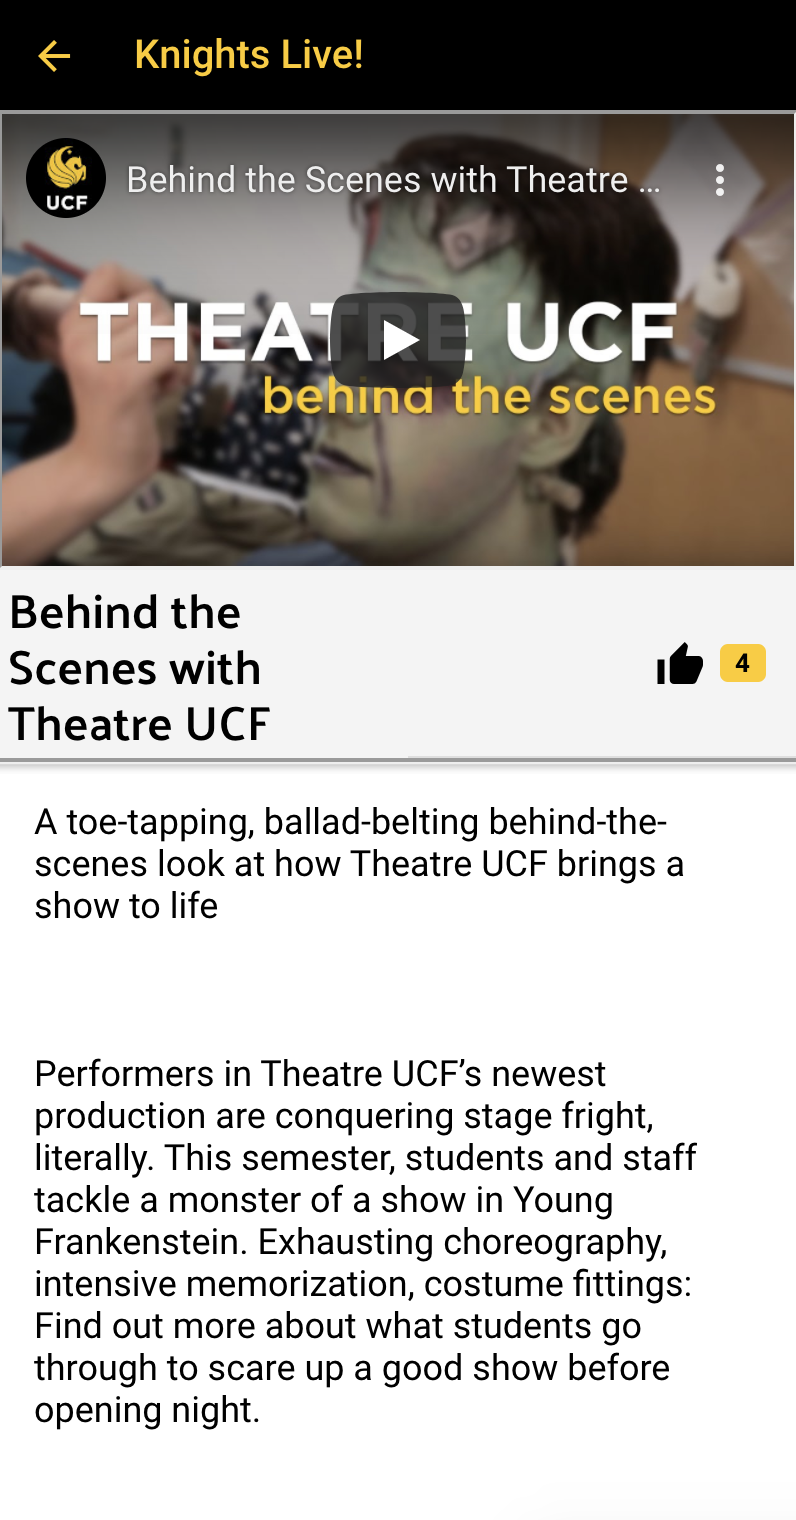 Knights Live!
UCF
Behind the Scenes with Theatre ...
THEATRE UCF
behind the scenes
Behind the
Scenes with
Theatre UCF
4
A toe-tapping, ballad-belting behind-the-
scenes look at how Theatre UCF brings a
show to life
Performers in Theatre UCF’s newest
production are conquering stage fright,
literally. This semester, students and staff
tackle a monster of a show in Young
Frankenstein. Exhausting choreography,
intensive memorization, costume fittings:
Find out more about what students go
through to scare up a good show before
opening night.